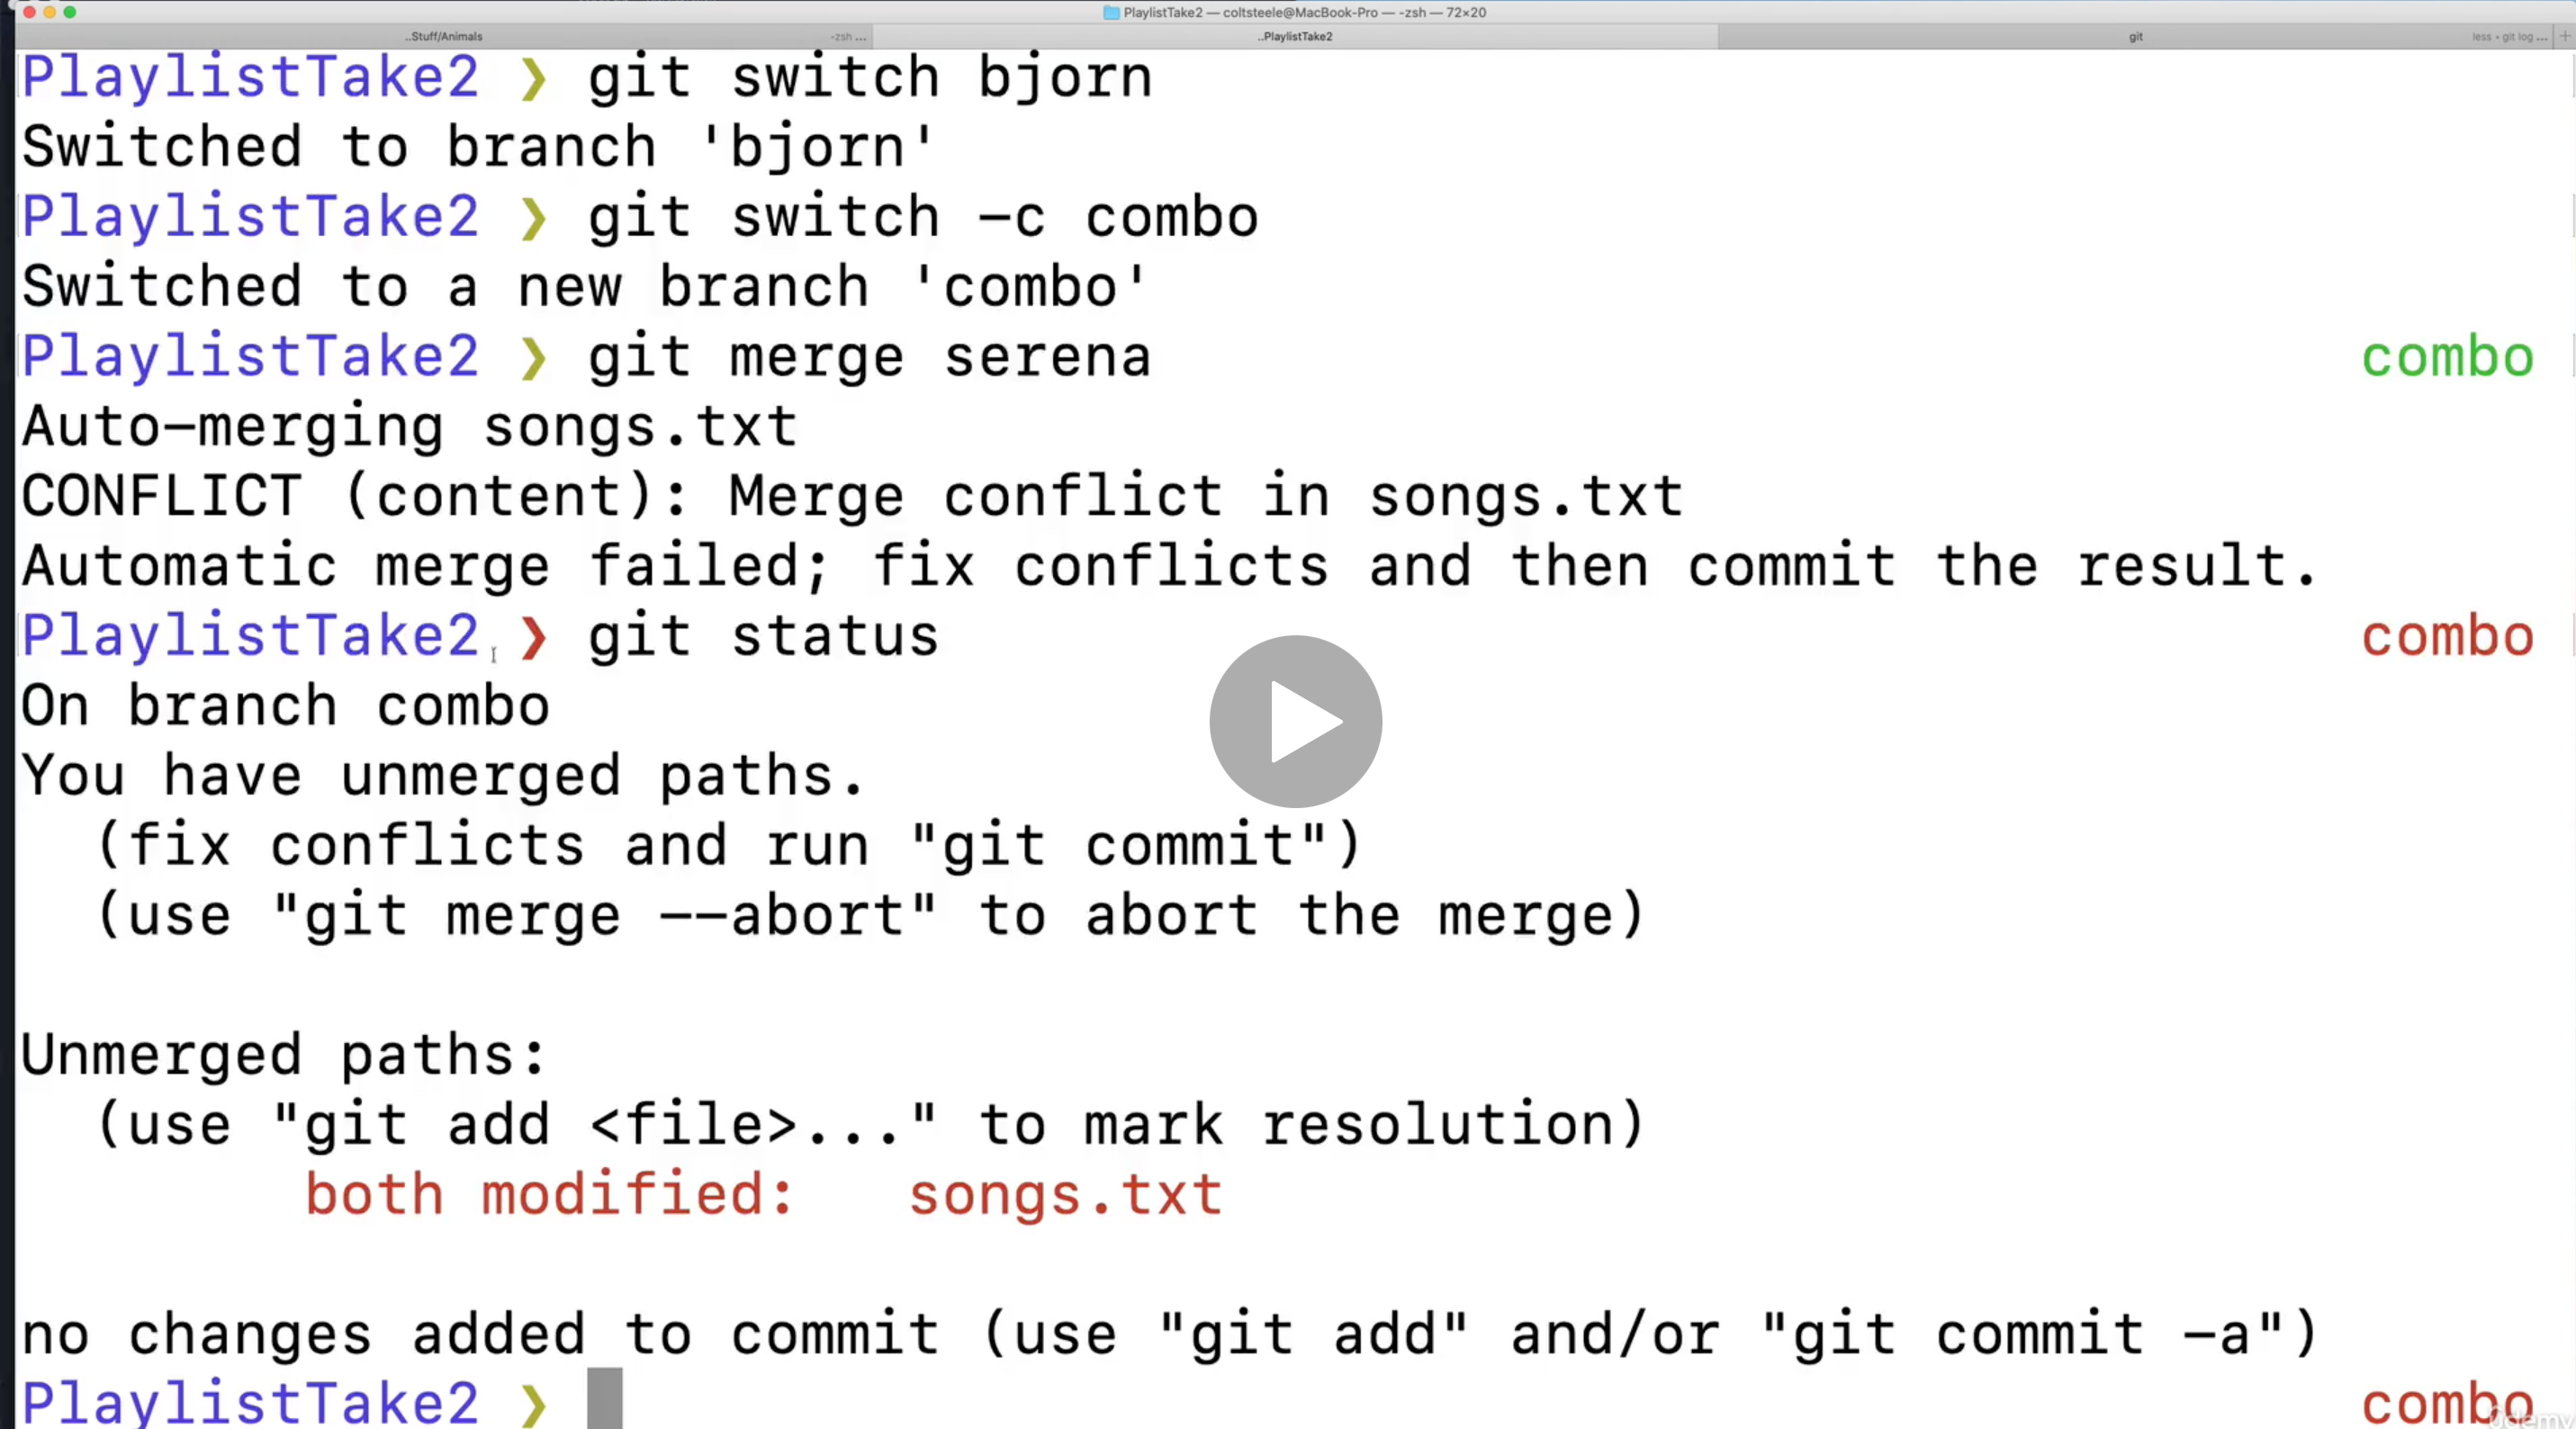 PlaylistTake2 — coltsteele@MacBook-Pro — -zsh — 72×20
..Stuff/Animals -zsh ... ..PlaylistTake2 git less • git log ... +
PlaylistTake2 ❯ git switch bjorn
Switched to branch 'bjorn'
PlaylistTake2 ❯ git switch -c combo
Switched to a new branch 'combo'
PlaylistTake2 ❯ git merge serena combo
Auto-merging songs.txt
CONFLICT (content): Merge conflict in songs.txt
Automatic merge failed; fix conflicts and then commit the result.
PlaylistTake2 ❯ git status combo
On branch combo
You have unmerged paths.
  (fix conflicts and run "git commit")
  (use "git merge --abort" to abort the merge)
Unmerged paths:
  (use "git add <file>..." to mark resolution)
        both modified:   songs.txt
no changes added to commit (use "git add" and/or "git commit -a")
PlaylistTake2 ❯ combo
ûdemy